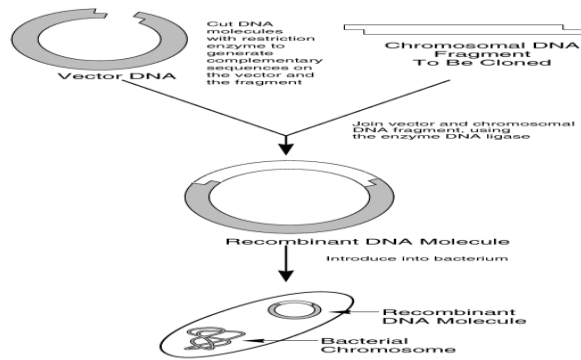 Cut DNA
molecules
with restriction
enzyme to
generate
complementary
sequences on
the vector and
the fragment
Vector DNA
Chromosomal DNA
Fragment
To Be Cloned
Join vector and chromosomal
DNA fragment, using
the enzyme DNA ligase
Recombinant DNA Molecule
Introduce into bacterium
Recombinant
DNA Molecule
Bacterial
Chromosome